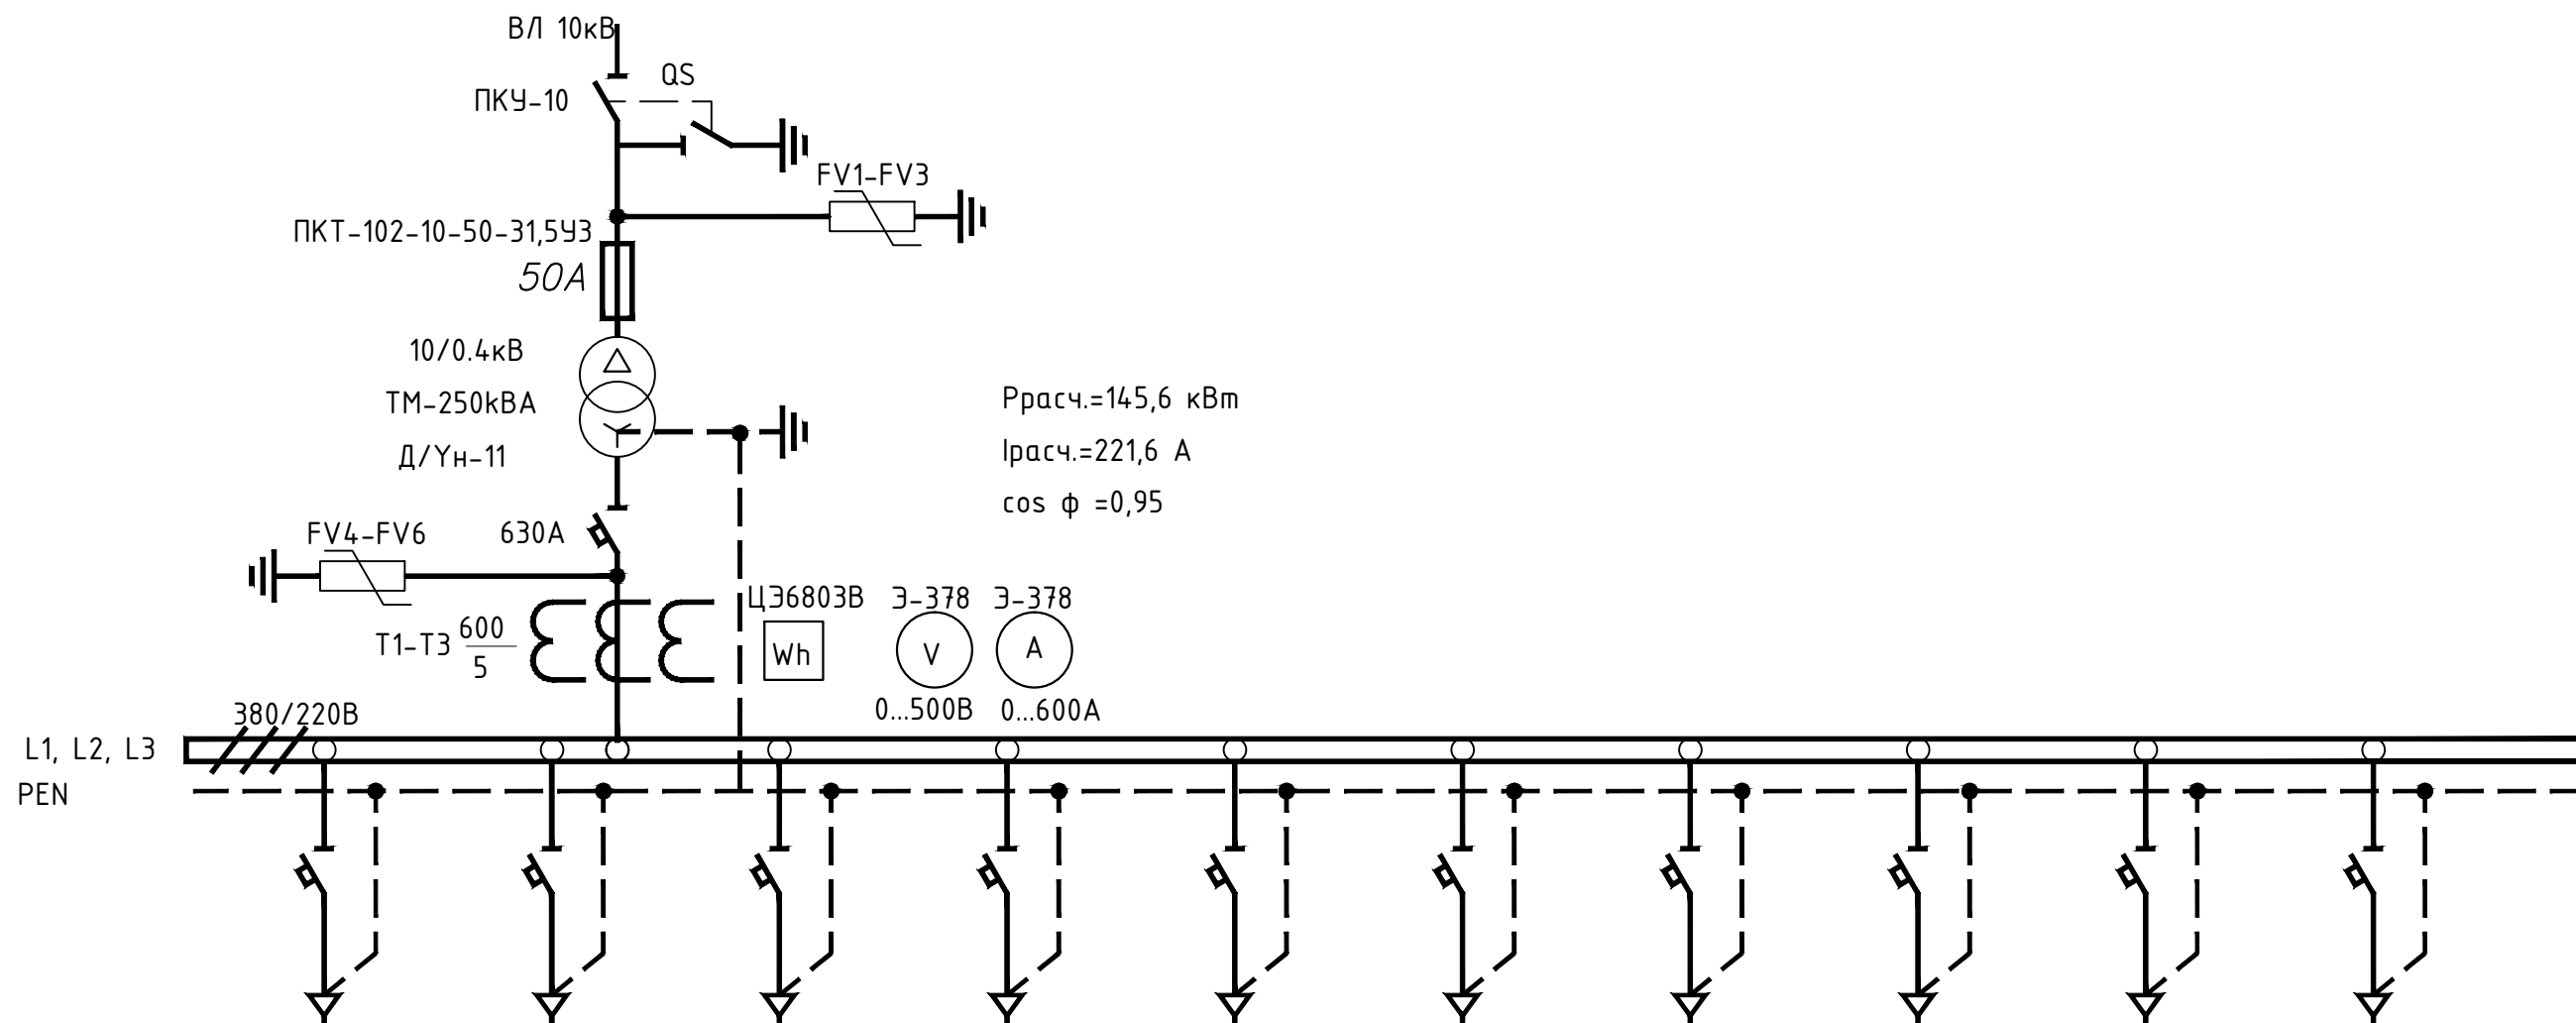 ВЛ 10кВ
QS
ПКУ-10
FV1-FV3
ПКТ-102-10-50-31,5У3
50А
10/0.4кВ
ТМ-250kВА
Д/Yн-11
Ррасч.=145,6 кВт
Iрасч.=221,6 А
cos ф =0,95
FV4-FV6
630А
ЦЭ6803В
Э-378
Э-378
Т1-Т3
600
5
Wh
V
A
0...500В
0...600А
380/220В
L1, L2, L3
PEN